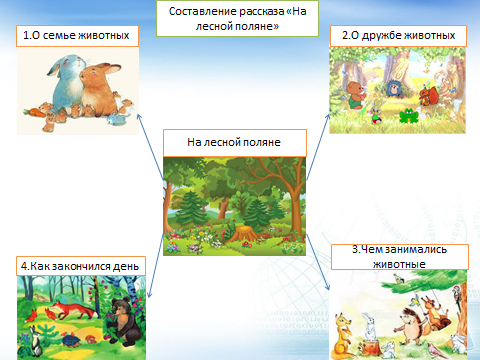 Составление рассказа «На
лесной поляне»
1.О семье животных
2.О дружбе животных
На лесной поляне
4.Как закончился день
3.Чем занимались
животные